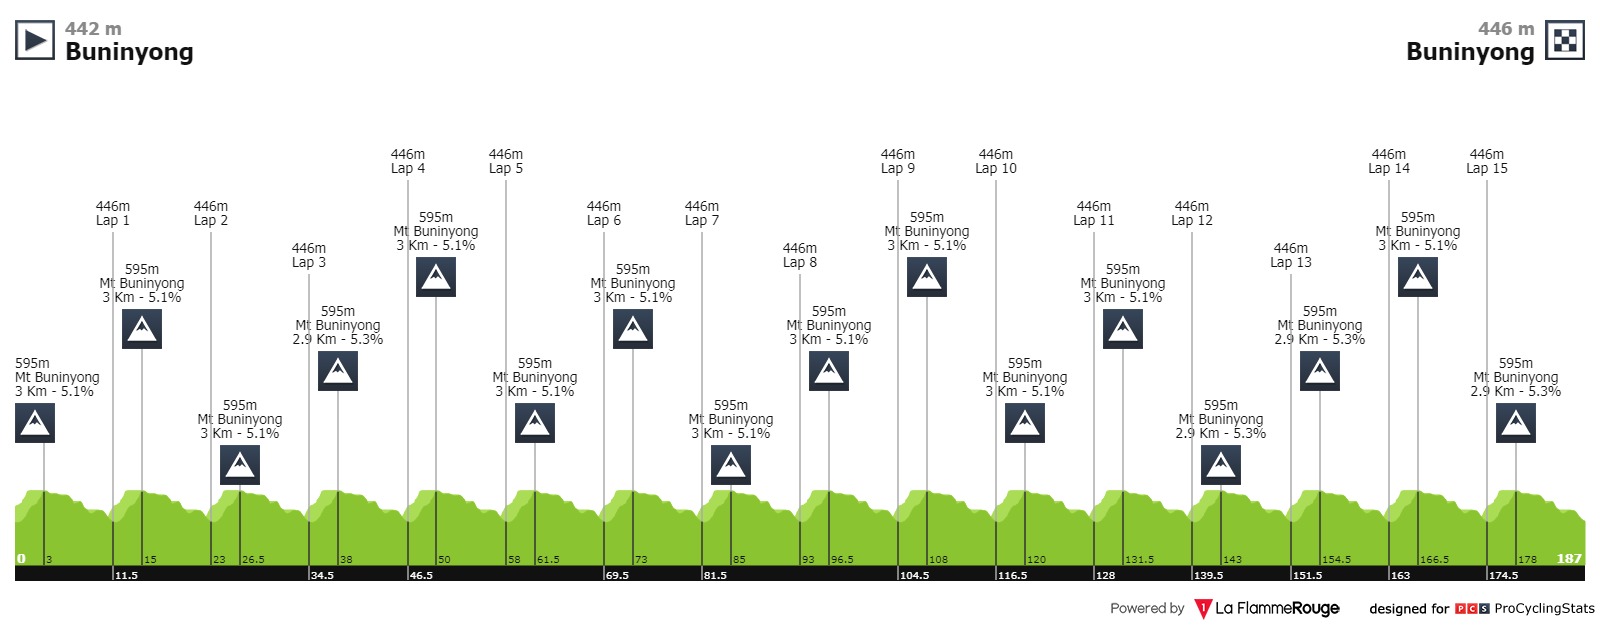 442 m
Buninyong
446 m
Buninyong
446m
Lap 4
446m
Lap 5
446m
Lap 9
446m
Lap 10
446m
Lap 14
446m
Lap 15
446m
Lap 1
446m
Lap 2
446m
Lap 6
446m
Lap 7
446m
Lap 11
446m
Lap 12
446m
Lap 3
446m
Lap 8
446m
Lap 13
595m
Mt Buninyong
3 Km - 5.1%
595m
Mt Buninyong
3 Km - 5.1%
595m
Mt Buninyong
3 Km - 5.1%
595m
Mt Buninyong
3 Km - 5.1%
595m
Mt Buninyong
3 Km - 5.1%
595m
Mt Buninyong
3 Km - 5.1%
595m
Mt Buninyong
2.9 Km - 5.3%
595m
Mt Buninyong
3 Km - 5.1%
595m
Mt Buninyong
2.9 Km - 5.3%
595m
Mt Buninyong
3 Km - 5.1%
595m
Mt Buninyong
3 Km - 5.1%
595m
Mt Buninyong
3 Km - 5.1%
595m
Mt Buninyong
2.9 Km - 5.3%
595m
Mt Buninyong
3 Km - 5.1%
595m
Mt Buninyong
3 Km - 5.1%
595m
Mt Buninyong
2.9 Km - 5.3%
0 3 15 23 26.5 38 50 58 61.5 73 85 93 96.5 108 120 131.5 143 154.5 166.5 178 187
11.5 34.5 46.5 69.5 81.5 104.5 116.5 128 139.5 151.5 163 174.5
Powered by 1 La FlammeRouge designed for PCS ProCyclingStats